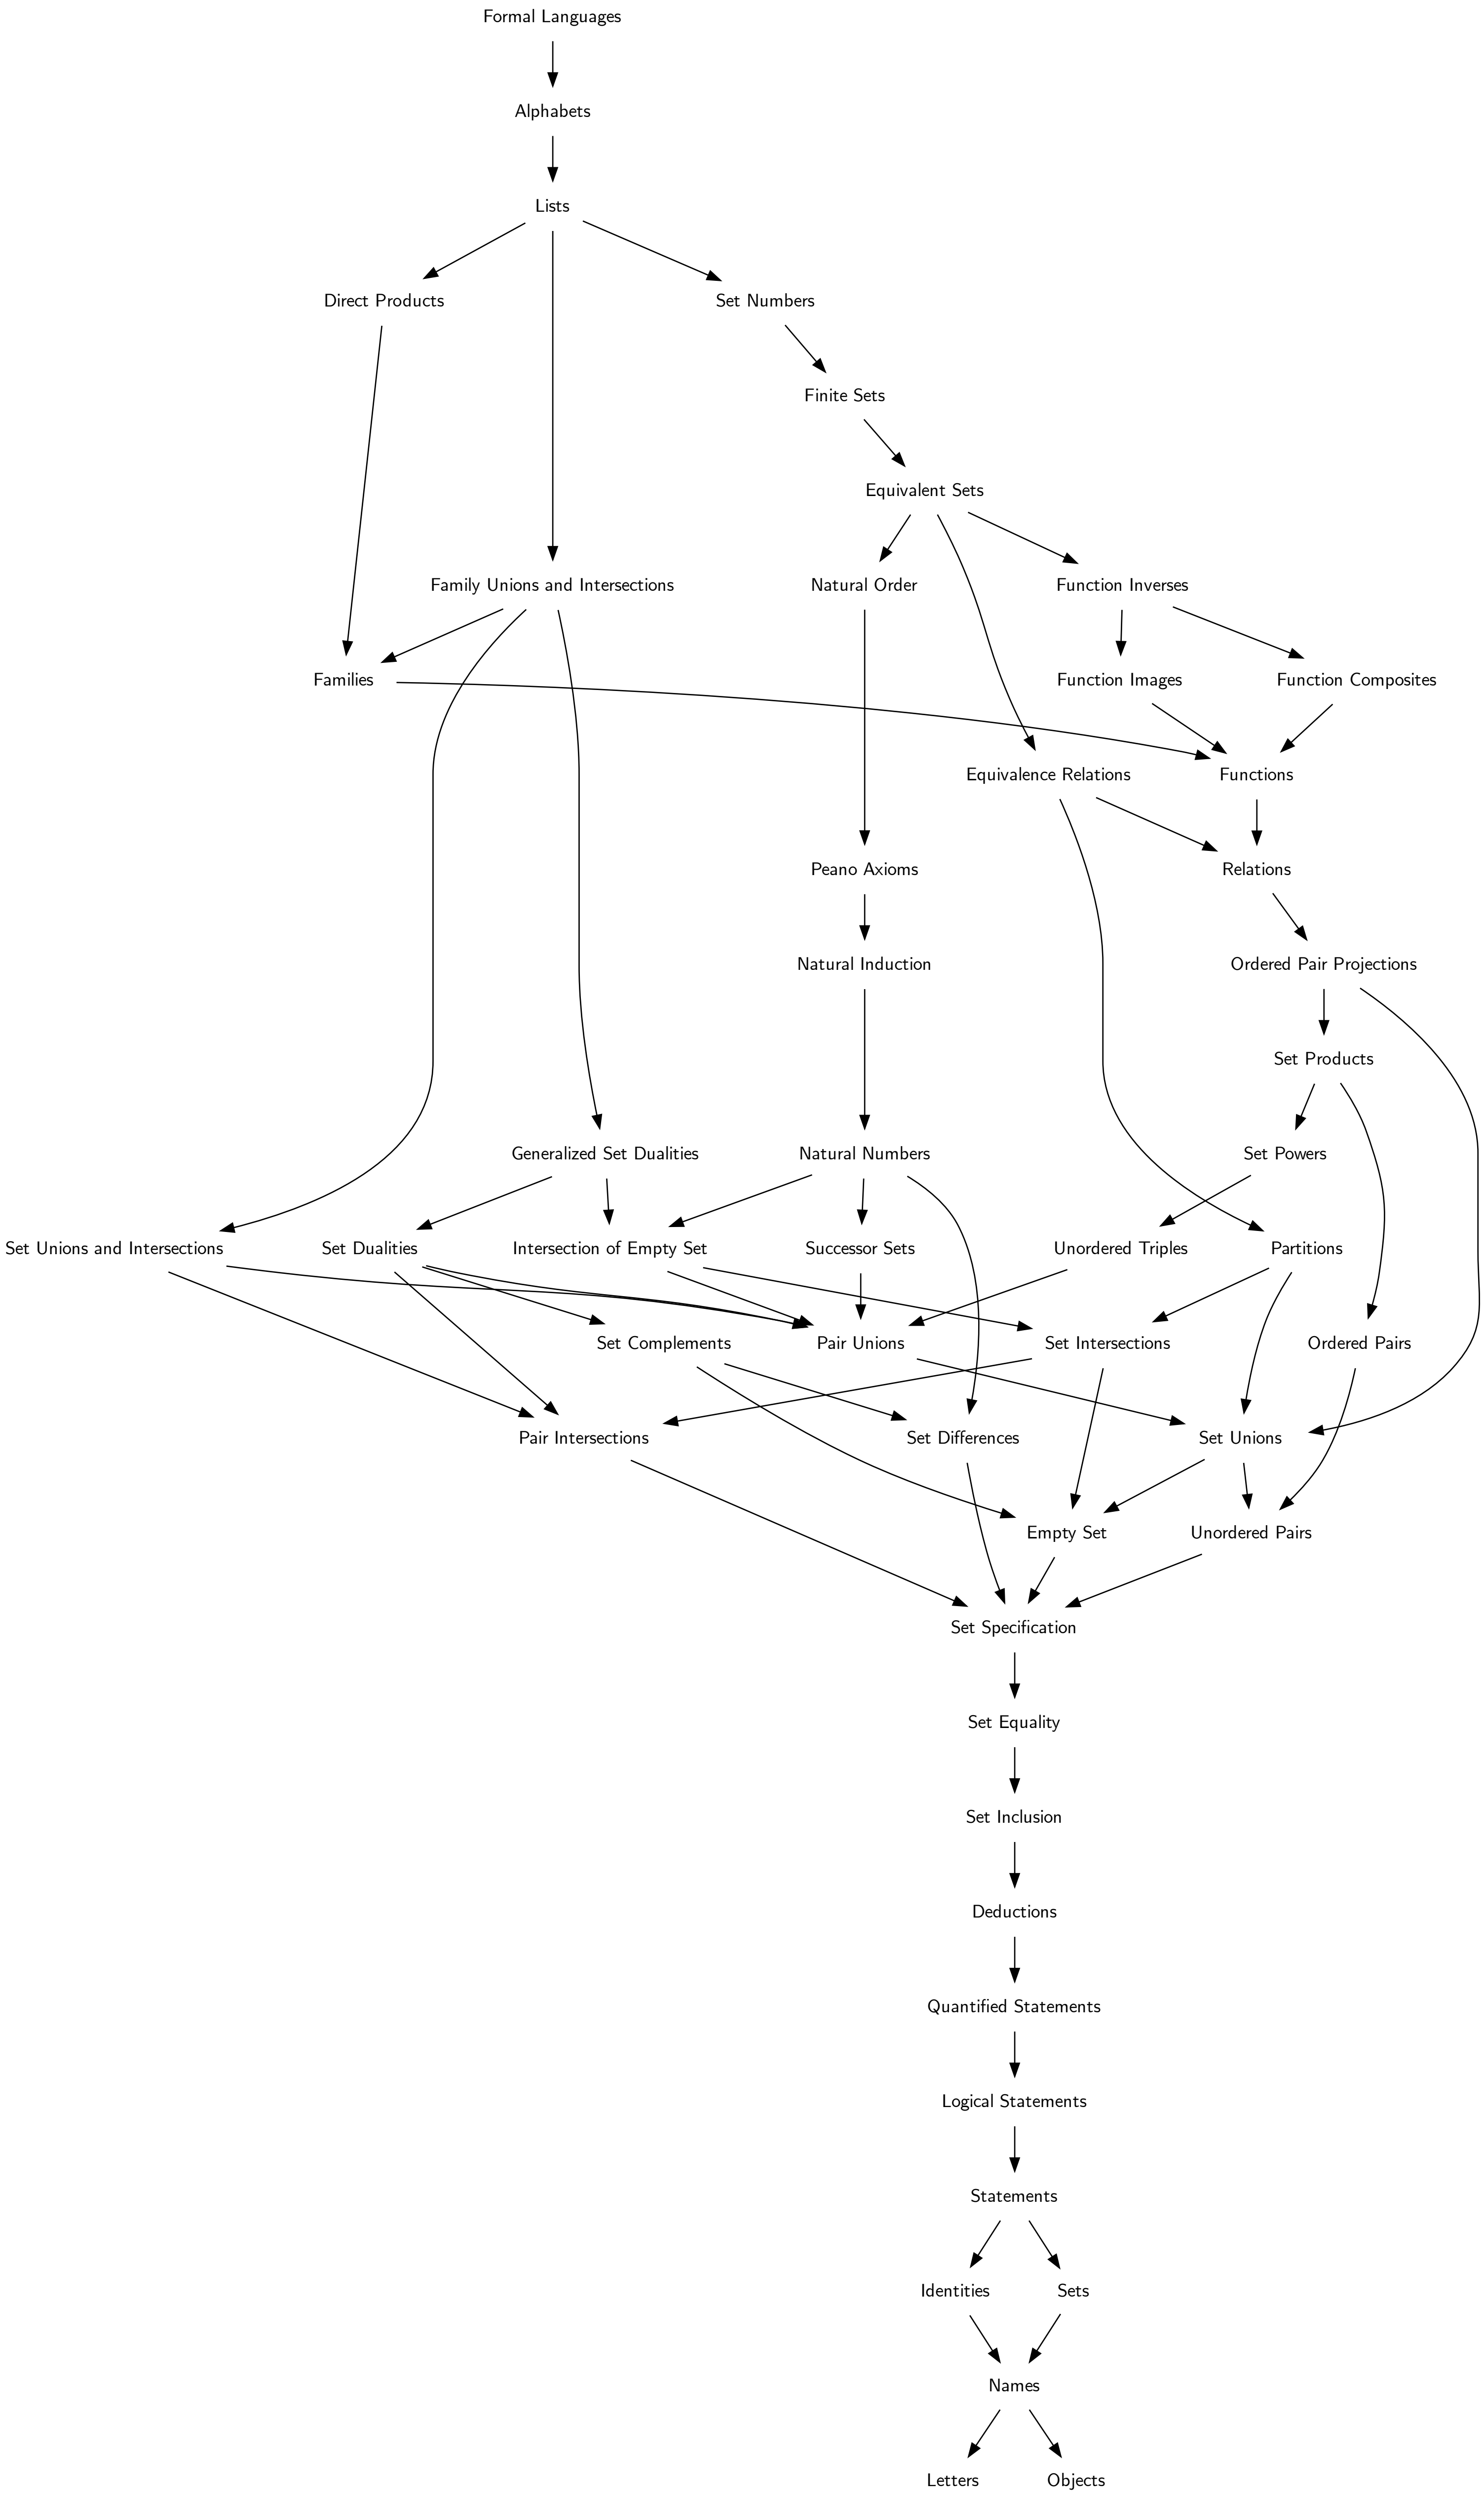 Formal Languages
Alphabets
Lists
Direct Products
Set Numbers
Finite Sets
Equivalent Sets
Family Unions and Intersections
Natural Order
Function Inverses
Families
Function Images
Function Composites
Equivalence Relations
Functions
Peano Axioms
Relations
Natural Induction
Ordered Pair Projections
Set Products
Generalized Set Dualities
Natural Numbers
Set Powers
Set Unions and Intersections
Set Dualities
Intersection of Empty Set
Successor Sets
Unordered Triples
Partitions
Set Complements
Pair Unions
Set Intersections
Ordered Pairs
Pair Intersections
Set Differences
Set Unions
Empty Set
Unordered Pairs
Set Specification
Set Equality
Set Inclusion
Deductions
Quantified Statements
Logical Statements
Statements
Identities
Sets
Names
Letters
Objects